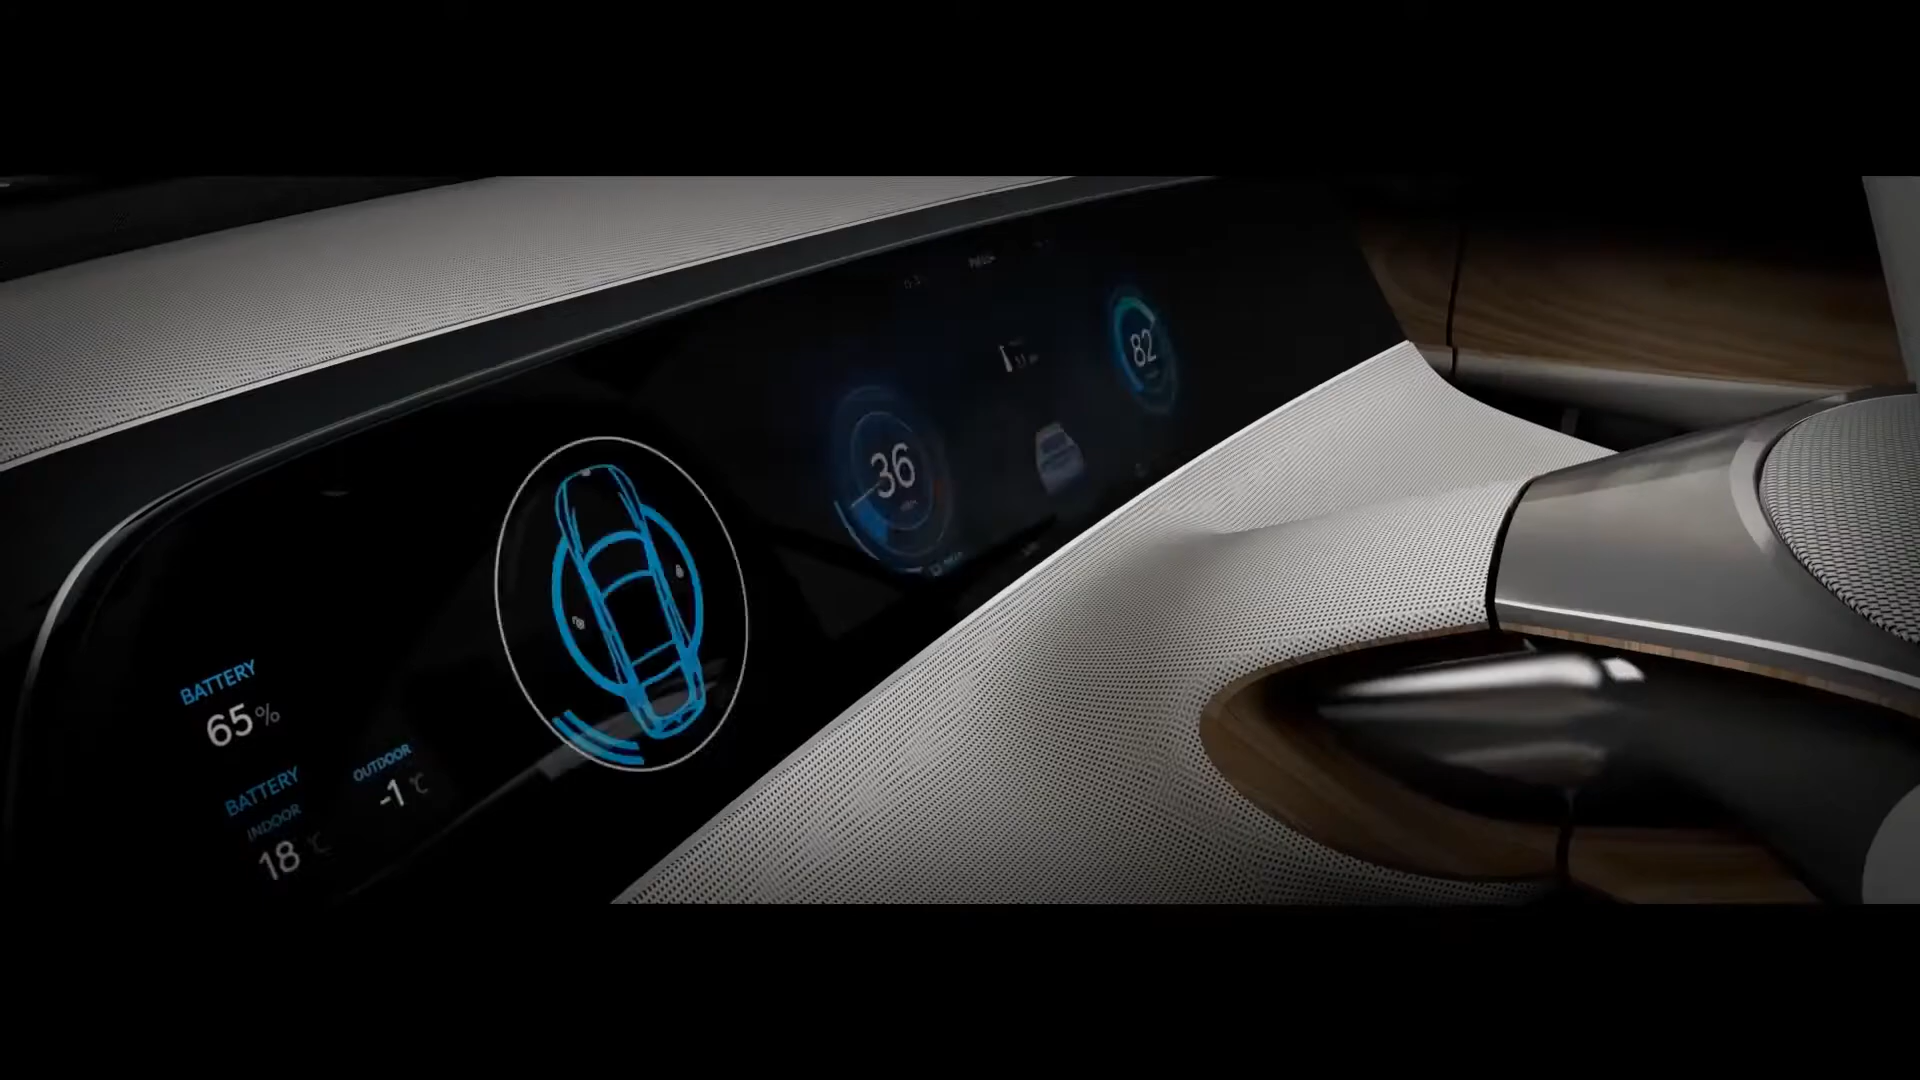 BATTERY
65%
BATTERY
INDOOR
18 ℃
OUTDOOR
-1 ℃
36
82